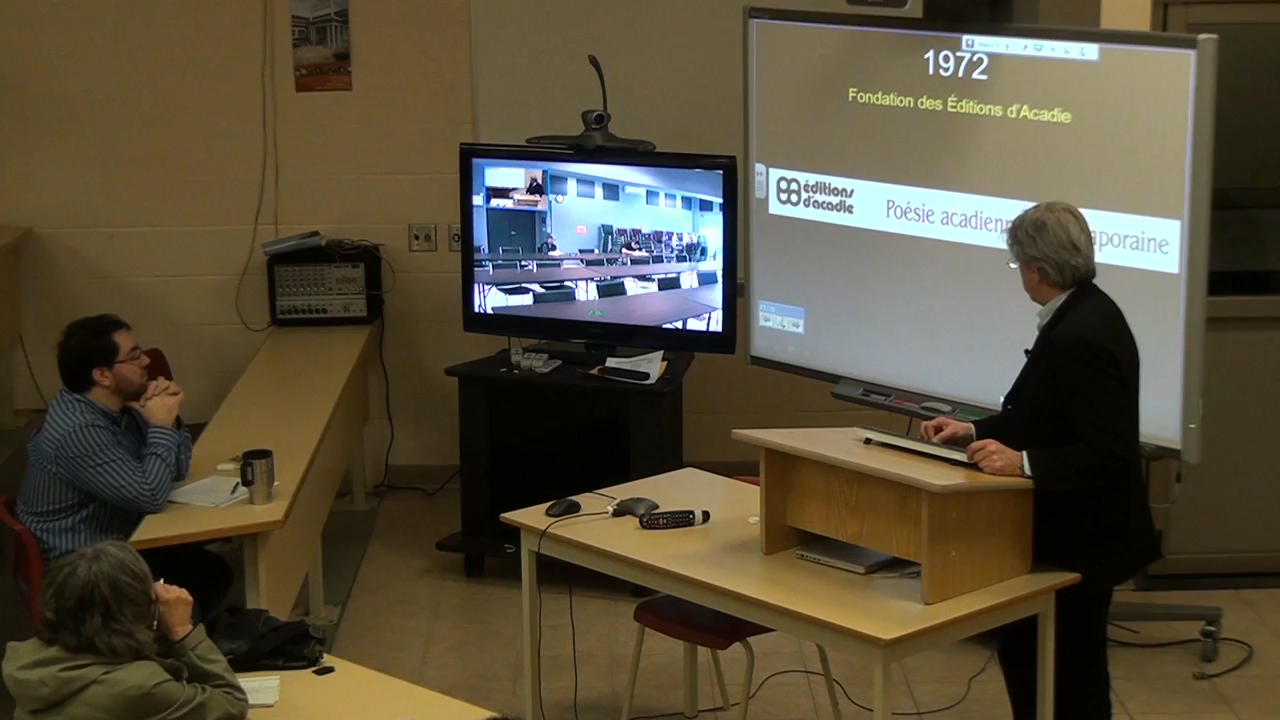 1972
Fondation des Éditions d'Acadie
éditions
d'acadie
Poésie acadienn poraine